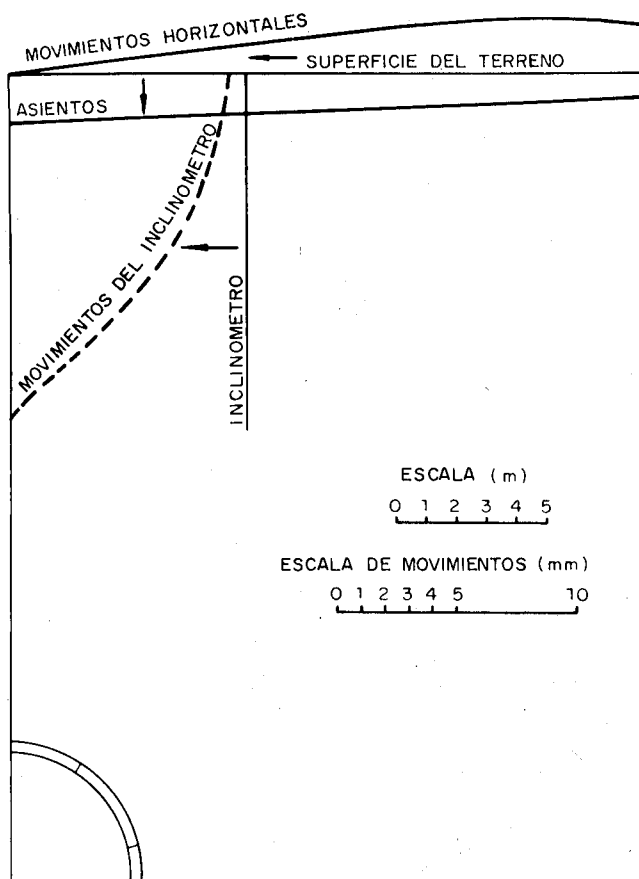 MOVIMIENTOS HORIZONTALES
SUPERFICIE DEL TERRENO
ASIENTOS
MOVIMIENTOS DEL INCLINOMETRO
INCLINOMETRO
ESCALA (m)
0 1 2 3 4 5
ESCALA DE MOVIMIENTOS (mm)
0 1 2 3 4 5 10